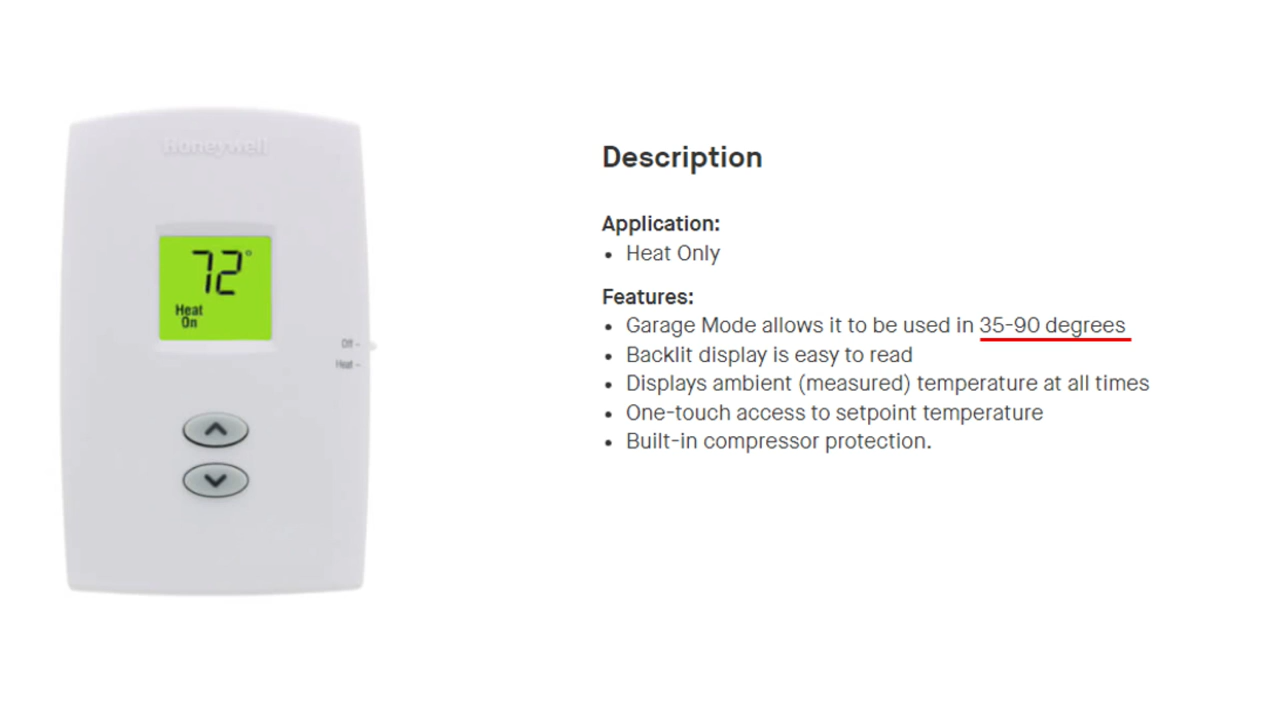 Honeywell
72°
Heat
On
Off -
Heat -
Description
Application:
• Heat Only
Features:
• Garage Mode allows it to be used in 35-90 degrees
• Backlit display is easy to read
• Displays ambient (measured) temperature at all times
• One-touch access to setpoint temperature
• Built-in compressor protection.